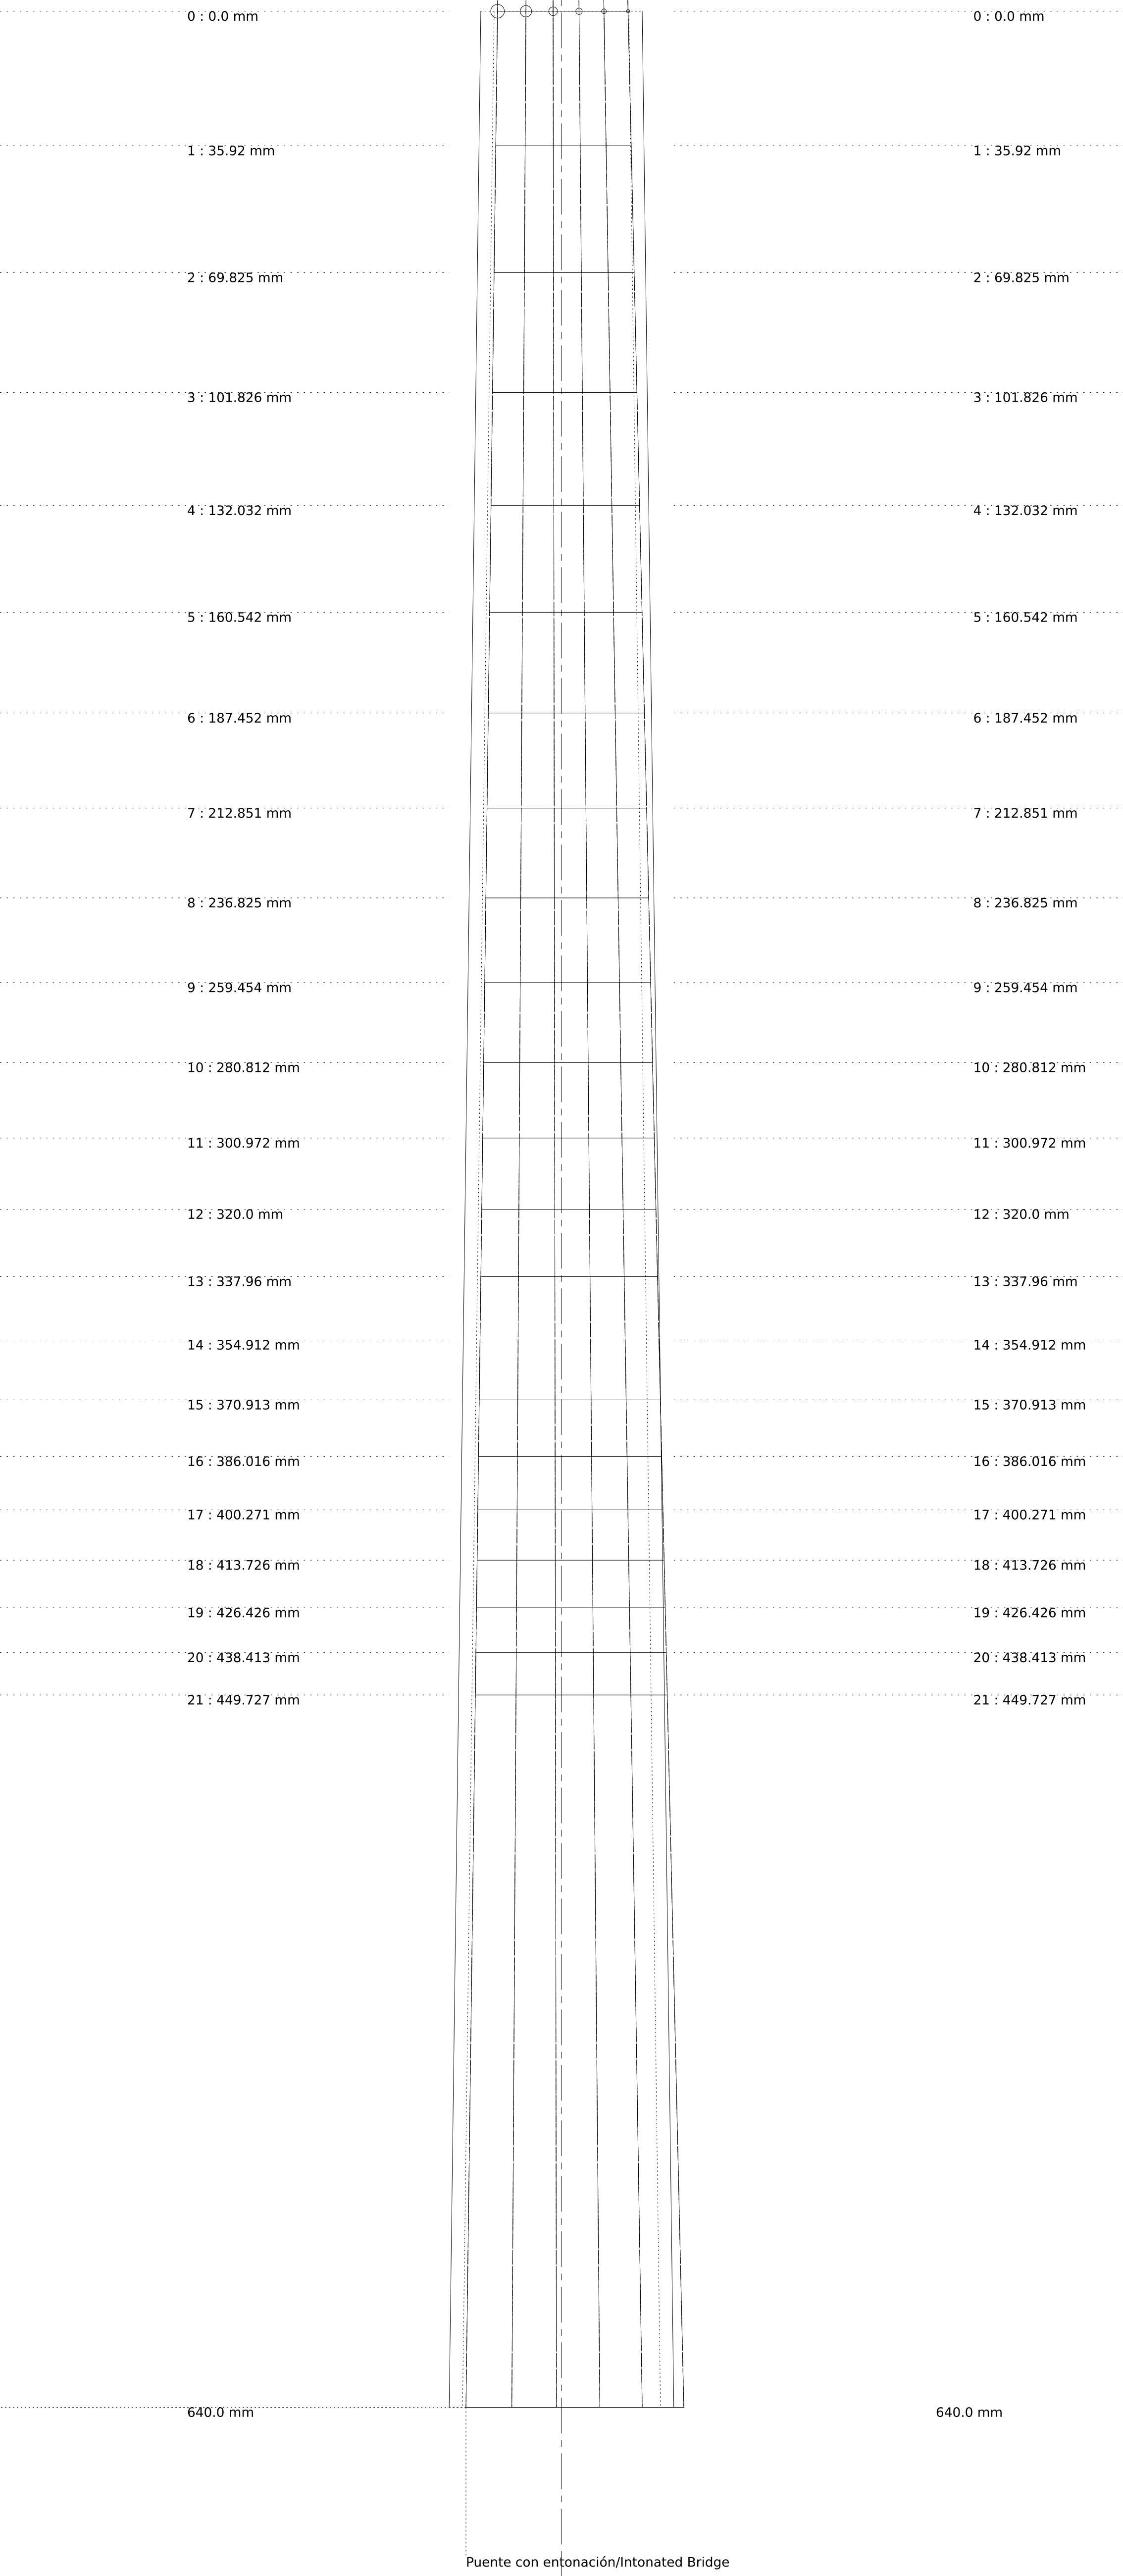 0 : 0.0 mm 0 : 0.0 mm
1 : 35.92 mm 1 : 35.92 mm
2 : 69.825 mm 2 : 69.825 mm
3 : 101.826 mm 3 : 101.826 mm
4 : 132.032 mm 4 : 132.032 mm
5 : 160.542 mm 5 : 160.542 mm
6 : 187.452 mm 6 : 187.452 mm
7 : 212.851 mm 7 : 212.851 mm
8 : 236.825 mm 8 : 236.825 mm
9 : 259.454 mm 9 : 259.454 mm
10 : 280.812 mm 10 : 280.812 mm
11 : 300.972 mm 11 : 300.972 mm
12 : 320.0 mm 12 : 320.0 mm
13 : 337.96 mm 13 : 337.96 mm
14 : 354.912 mm 14 : 354.912 mm
15 : 370.913 mm 15 : 370.913 mm
16 : 386.016 mm 16 : 386.016 mm
17 : 400.271 mm 17 : 400.271 mm
18 : 413.726 mm 18 : 413.726 mm
19 : 426.426 mm 19 : 426.426 mm
20 : 438.413 mm 20 : 438.413 mm
21 : 449.727 mm 21 : 449.727 mm
640.0 mm 640.0 mm
Puente con entonación/Intonated Bridge